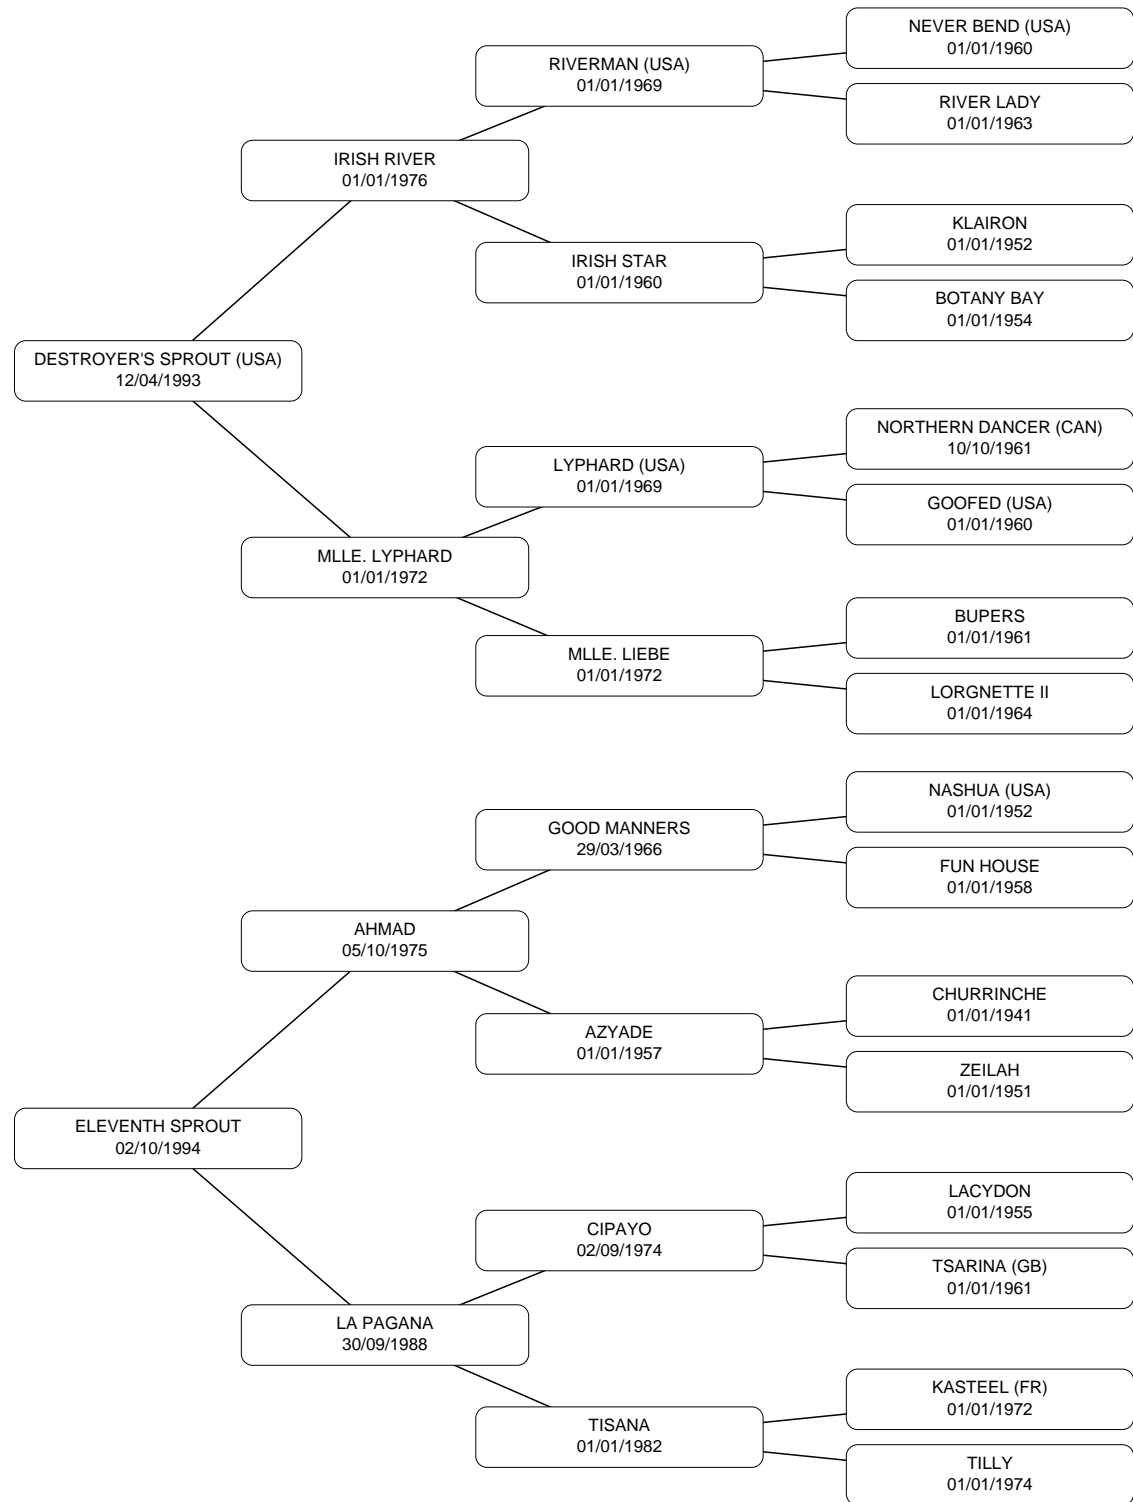 NEVER BEND (USA)
01/01/1960
RIVERMAN (USA)
01/01/1969
RIVER LADY
01/01/1963
IRISH RIVER
01/01/1976
KLAIRON
01/01/1952
IRISH STAR
01/01/1960
BOTANY BAY
01/01/1954
DESTROYER'S SPROUT (USA)
12/04/1993
NORTHERN DANCER (CAN)
10/10/1961
LYPHARD (USA)
01/01/1969
GOOFED (USA)
01/01/1960
MLLE. LYPHARD
01/01/1972
BUPERS
01/01/1961
MLLE. LIEBE
01/01/1972
LORGNETTE II
01/01/1964
NASHUA (USA)
01/01/1952
GOOD MANNERS
29/03/1966
FUN HOUSE
01/01/1958
AHMAD
05/10/1975
CHURRINCHE
01/01/1941
AZYADE
01/01/1957
ZEILAH
01/01/1951
ELEVENTH SPROUT
02/10/1994
LACYDON
01/01/1955
CIPAYO
02/09/1974
TSARINA (GB)
01/01/1961
LA PAGANA
30/09/1988
KASTEEL (FR)
01/01/1972
TISANA
01/01/1982
TILLY
01/01/1974